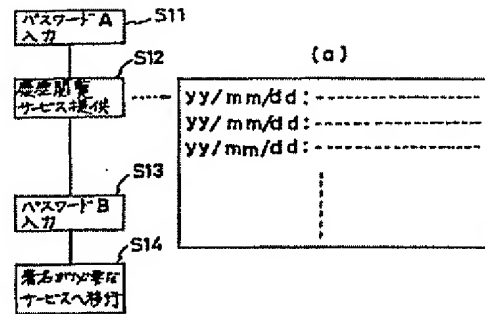 パスワードA
入力
S11
S12
履歴閲覧
サービス提供
(a)
yy/mm/dd:
yy/mm/dd:
yy/mm/dd:
S13
パスワードB
入力
S14
署名が必要な
サービスへ移行